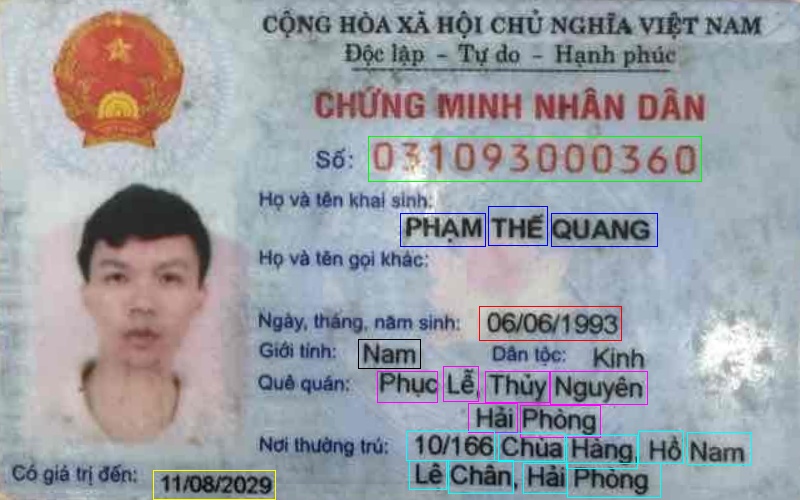 CỘNG HÒA XÃ HỘI CHỦ NGHĨA VIỆT NAM
Độc lập - Tự do - Hạnh phúc
CHỨNG MINH NHÂN DÂN
Số: 031093000360
Họ và tên khai sinh:
PHẠM THẾ QUANG
Họ và tên gọi khác:
Ngày, tháng, năm sinh: 06/06/1993
Giới tính: Nam Dân tộc: Kinh
Quê quán: Phục Lễ, Thủy Nguyên
Hải Phòng
Nơi thường trú: 10/166 Chùa Hàng, Hồ Nam
Lê Chân, Hải Phòng
Có giá trị đến: 11/08/2029